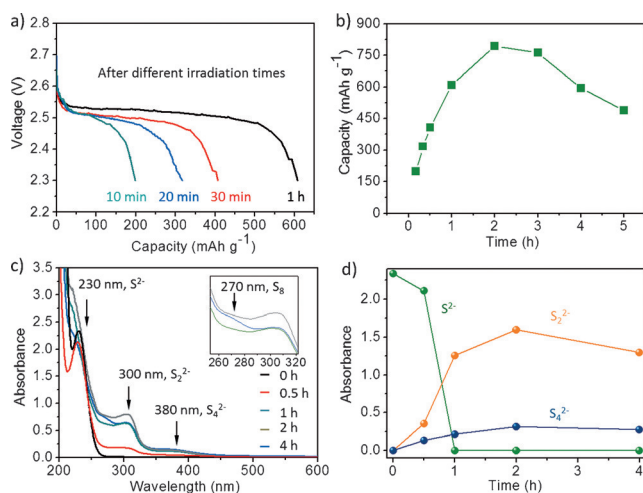 a)
2.8
2.7
2.6
2.5
2.4
2.3
2.2
Voltage (V)
After different irradiation times
10 min
20 min
30 min
1 h
0 100 200 300 400 500 600
Capacity (mAh g⁻¹)
b)
900
750
600
450
300
150
0
Capacity (mAh g⁻¹)
0 1 2 3 4 5
Time (h)
c)
3.5
3.0
2.5
2.0
1.5
1.0
0.5
0.0
Absorbance
230 nm, S²⁻
270 nm, S₈
260 270 280 290 300 310 320
300 nm, S₂²⁻
380 nm, S₄²⁻
0 h
0.5 h
1 h
2 h
4 h
200 300 400 500 600
Wavelength (nm)
d)
2.0
1.5
1.0
0.5
0.0
Absorbance
S²⁻
S₂²⁻
S₄²⁻
0 1 2 3 4
Time (h)